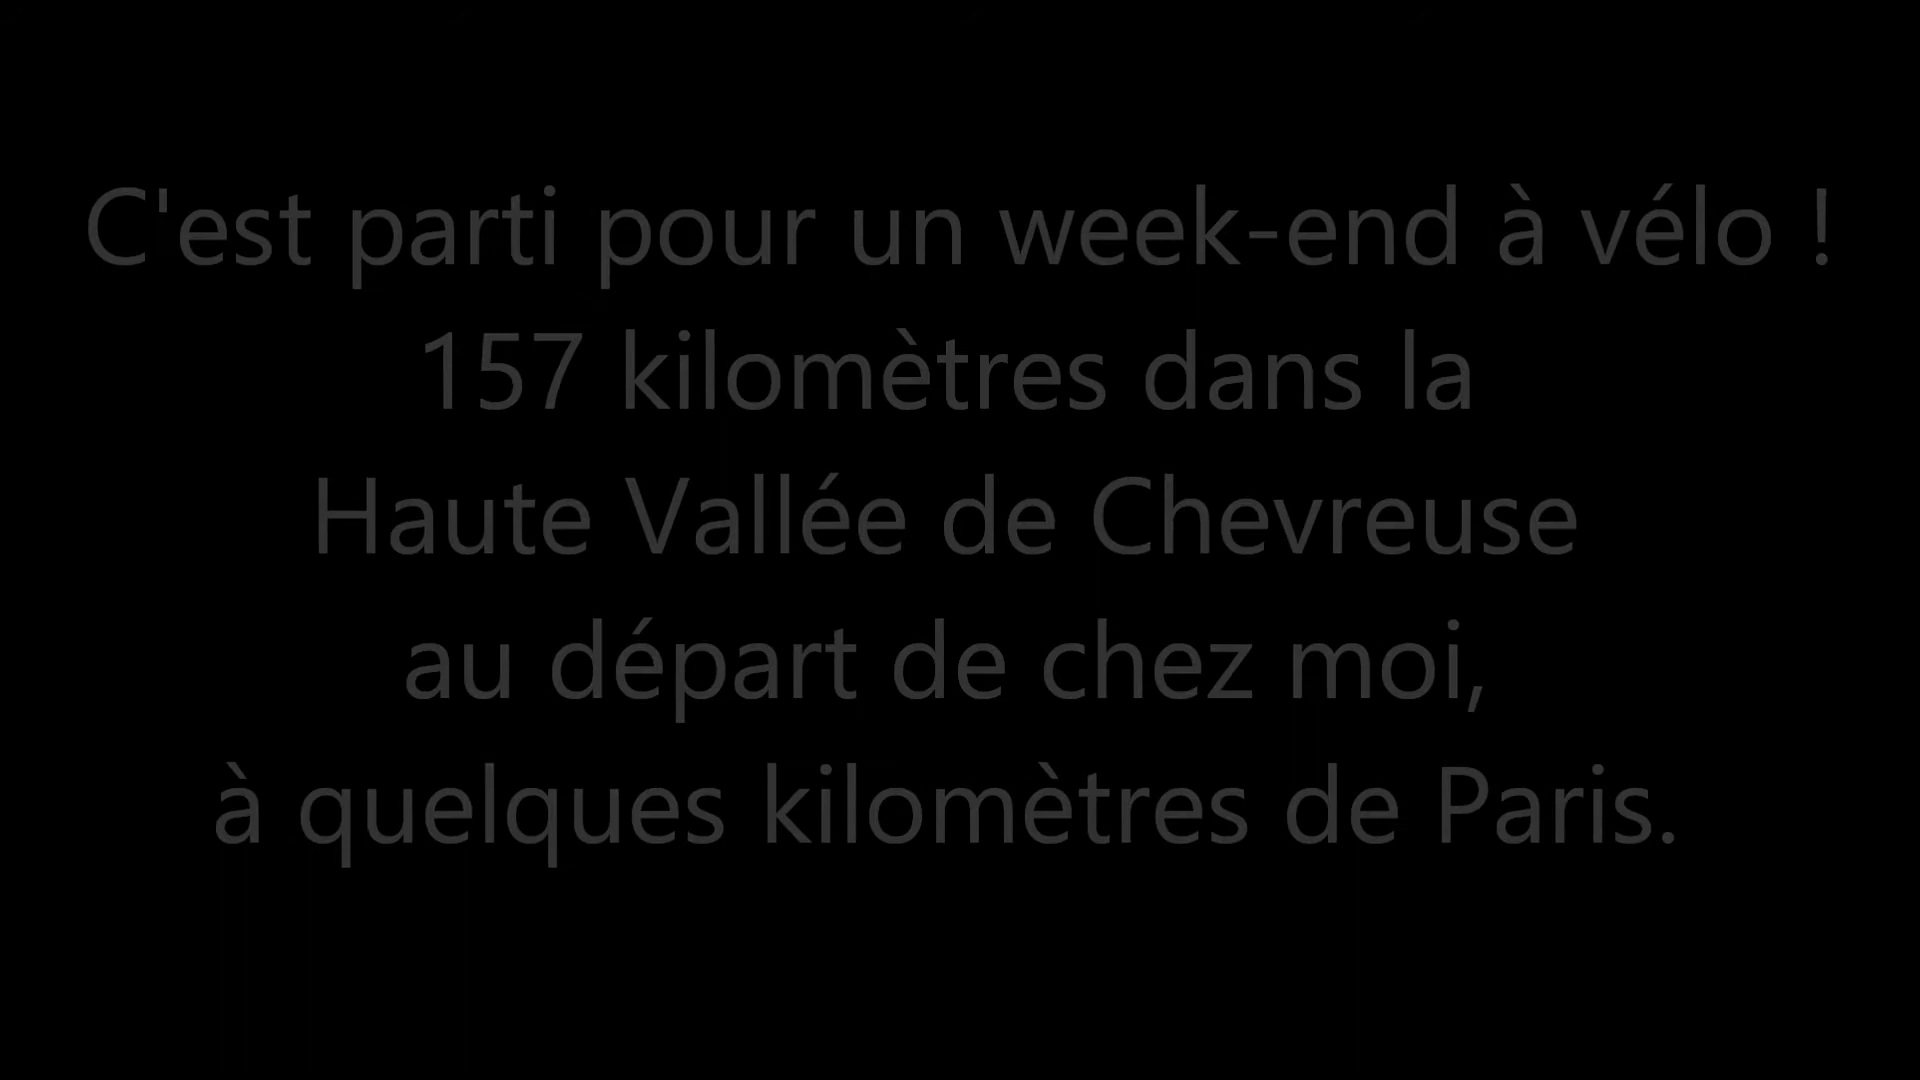 C'est parti pour un week-end à vélo !
157 kilomètres dans la
Haute Vallée de Chevreuse
au départ de chez moi,
à quelques kilomètres de Paris.